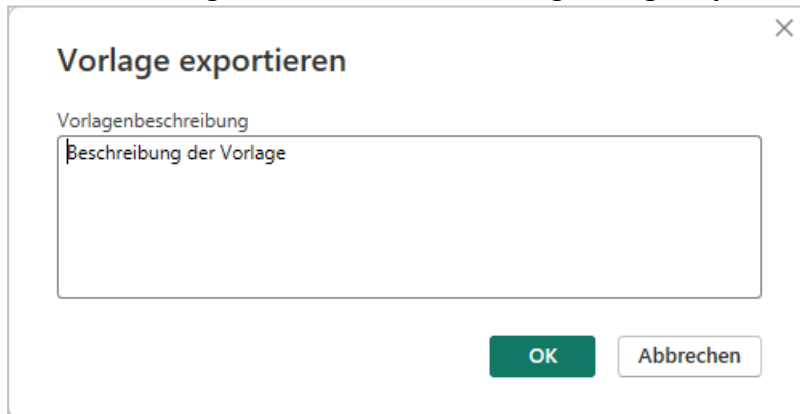 Vorlage exportieren
Vorlagenbeschreibung
Beschreibung der Vorlage
OK Abbrechen